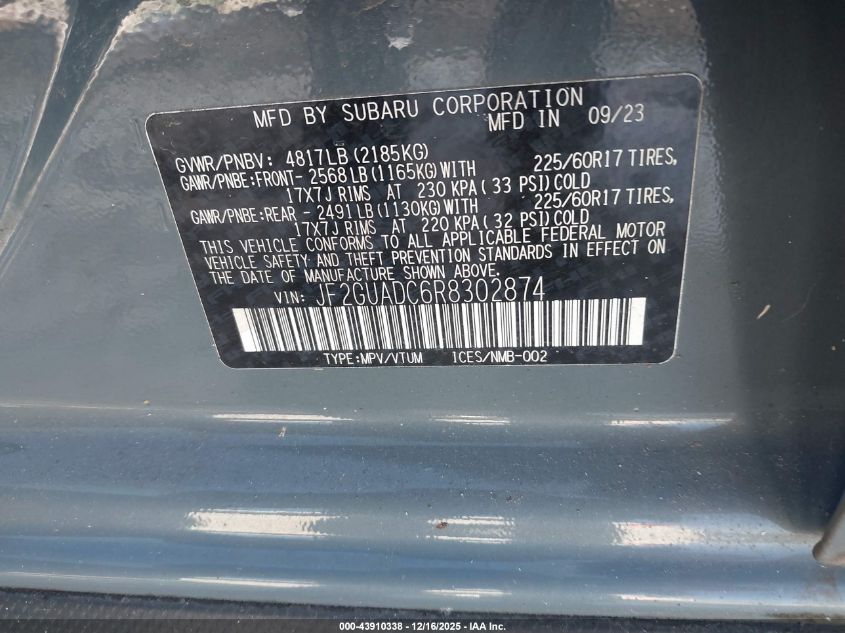 MFD BY SUBARU CORPORATION
MFD IN 09/23
GVWR/PNBV: 4817LB (2185KG)
GAWR/PNBE:FRONT- 2568 LB (1165KG) WITH 225/60R17 TIRES,
17X7J RIMS AT 230 KPA ( 33 PSI) COLD
GAWR/PNBE:REAR - 2491 LB (1130KG) WITH 225/60R17 TIRES,
17X7J RIMS AT 220 KPA ( 32 PSI) COLD
THIS VEHICLE CONFORMS TO ALL APPLICABLE FEDERAL MOTOR
VEHICLE SAFETY AND THEFT PREVENTION STANDARDS IN EFFECT ON
THE DATE OF MANUFACTURE SHOWN ABOVE.
VIN: JF2GUADC6R8302874
TYPE:MPV/VTUM ICES/NMB-002
000-43910338 - 12/16/2025 - IAA Inc.